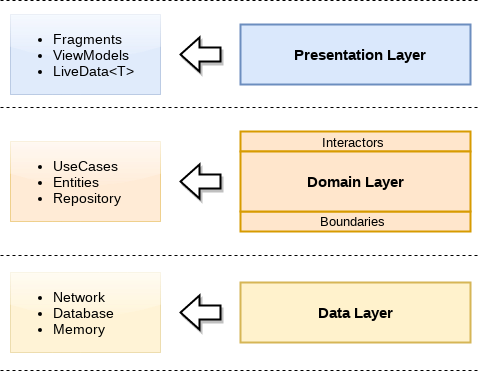 • Fragments
• ViewModels
• LiveData<T>
Presentation Layer
• UseCases
• Entities
• Repository
Interactors
Domain Layer
Boundaries
• Network
• Database
• Memory
Data Layer